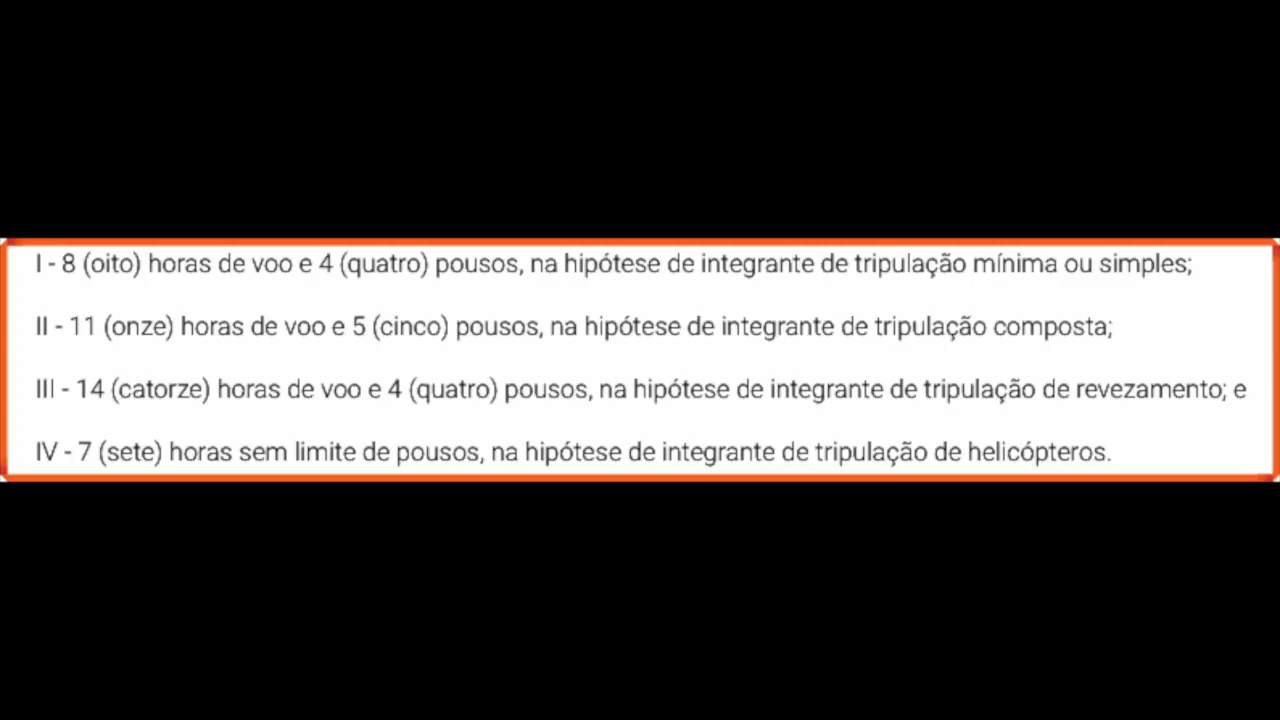 I - 8 (oito) horas de voo e 4 (quatro) pousos, na hipótese de integrante de tripulação mínima ou simples;
II - 11 (onze) horas de voo e 5 (cinco) pousos, na hipótese de integrante de tripulação composta;
III - 14 (catorze) horas de voo e 4 (quatro) pousos, na hipótese de integrante de tripulação de revezamento; e
IV - 7 (sete) horas sem limite de pousos, na hipótese de integrante de tripulação de helicópteros.